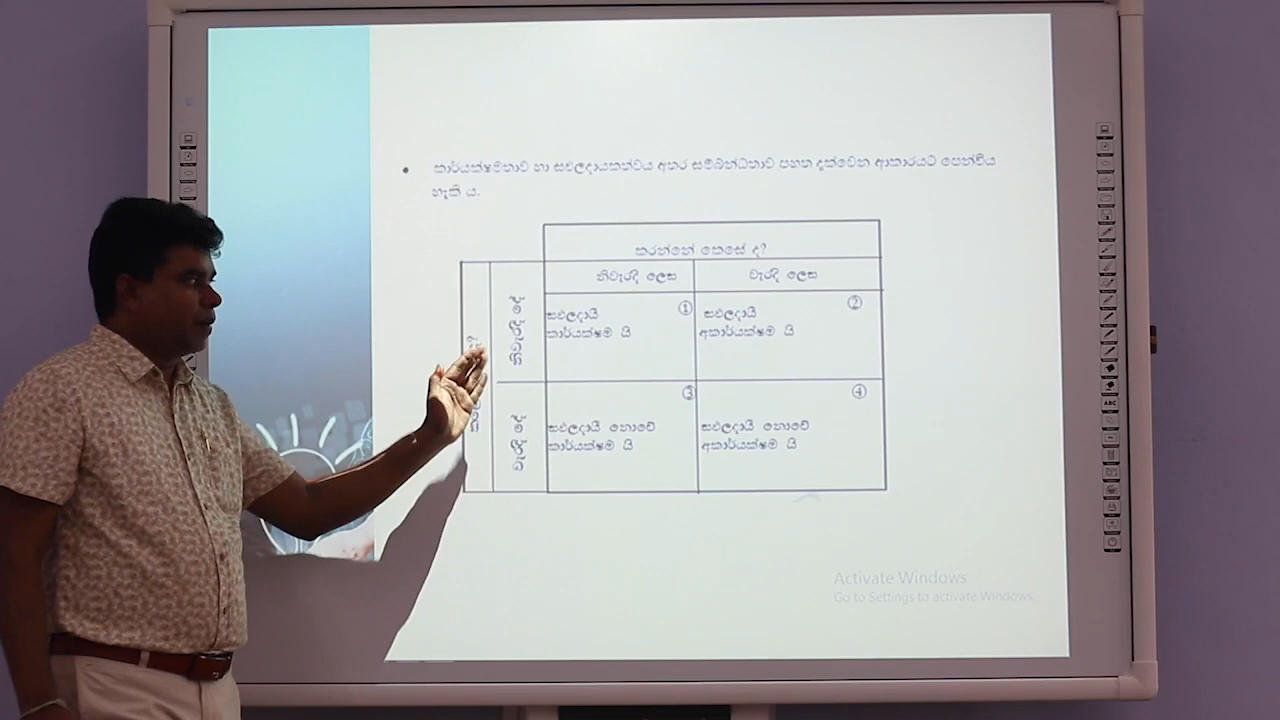 • කාර්යක්ෂමතාව හා සඵලදායකත්වය අතර සම්බන්ධතාව පහත දැක්වෙන ආකාරයට පෙන්විය
හැකි ය.
කරන්නේ කෙසේ ද?
නිවැරදි ලෙස
වැරදි ලෙස
නිවැරදි දේ
සඵලදායී
කාර්යක්ෂම යි
①
සඵලදායී
අකාර්යක්ෂම යි
②
වැරදි දේ
සඵලදායී නොවේ
කාර්යක්ෂම යි
③
සඵලදායී නොවේ
අකාර්යක්ෂම යි
④
Activate Windows
Go to Settings to activate Windows.
ABC